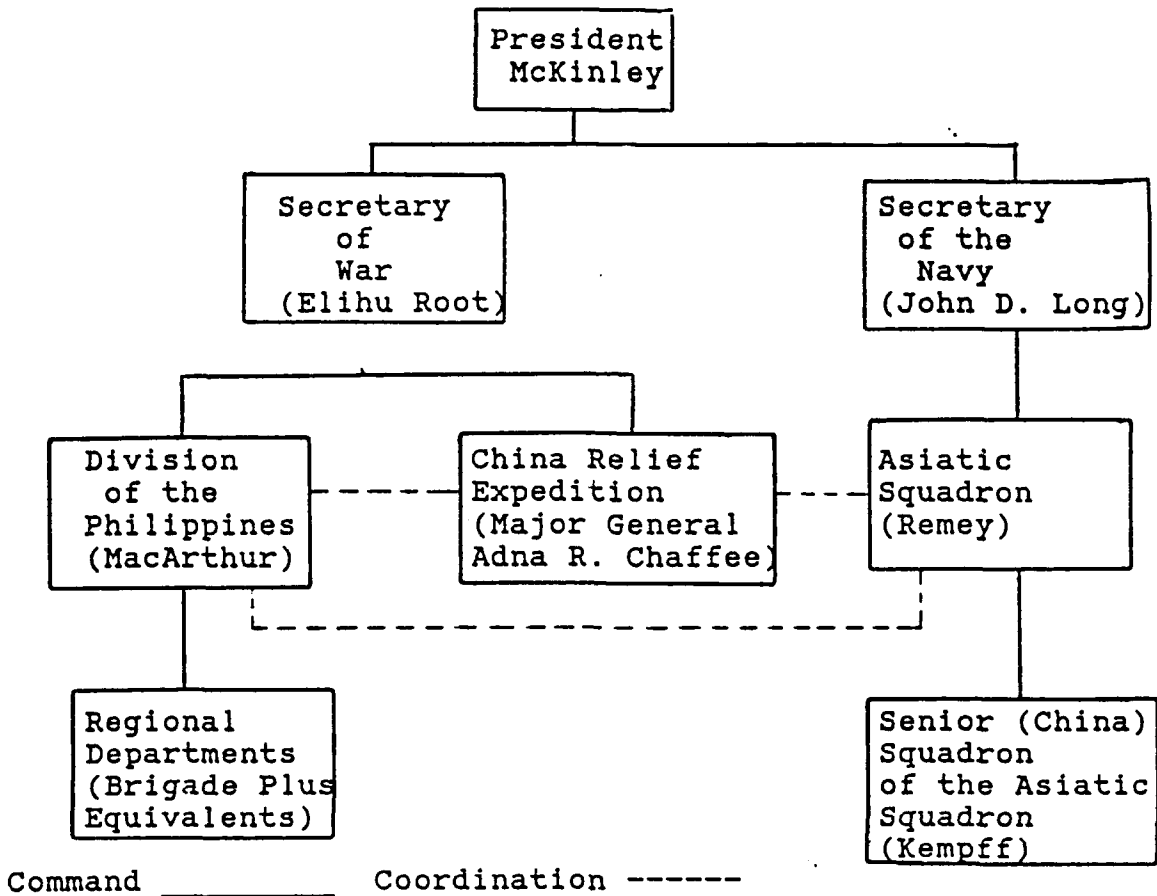 President
McKinley
Secretary
of
War
(Elihu Root)
Secretary
of the
Navy
(John D. Long)
Division
of the
Philippines
(MacArthur)
China Relief
Expedition
(Major General
Adna R. Chaffee)
Asiatic
Squadron
(Remey)
Regional
Departments
(Brigade Plus
Equivalents)
Senior (China)
Squadron
of the Asiatic
Squadron
(Kempff)
Command __________ Coordination ------